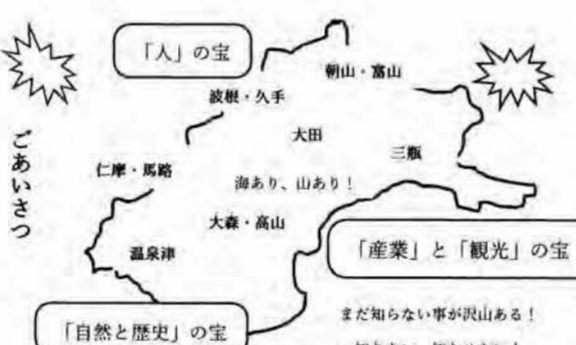 「人」の宝
朝山・富山
波根・久手
大田
三瓶
ごあいさつ
仁摩・馬路
海あり、山あり！
大森・高山
温泉津
「産業」と「観光」の宝
まだ知らない事が沢山ある！
「自然と歴史」の宝